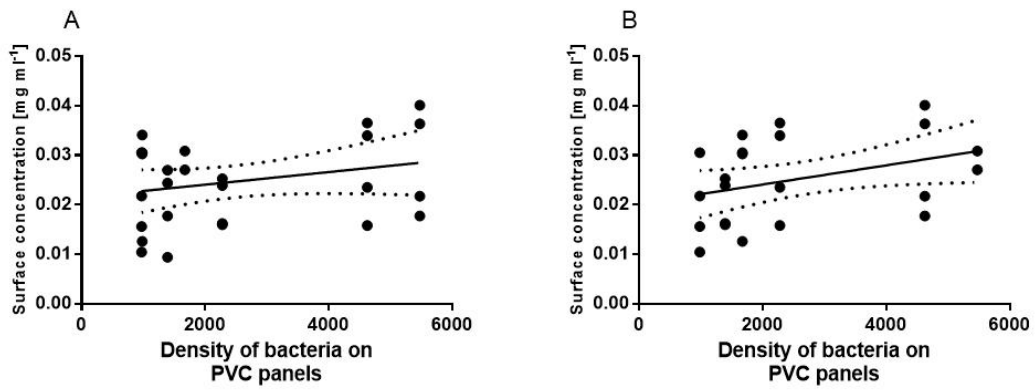 A
Surface concentration [mg ml⁻¹]
0.05
0.04
0.03
0.02
0.01
0.00
0
2000
4000
6000
Density of bacteria on
PVC panels
B
Surface concentration [mg ml⁻¹]
0.05
0.04
0.03
0.02
0.01
0.00
0
2000
4000
6000
Density of bacteria on
PVC panels